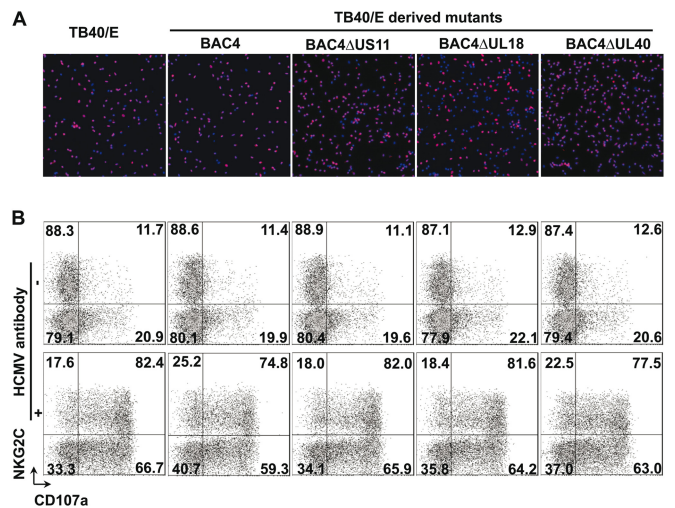 A
TB40/E
TB40/E derived mutants
BAC4
BAC4ΔUS11
BAC4ΔUL18
BAC4ΔUL40
B
88.3 11.7 88.6 11.4 88.9 11.1 87.1 12.9 87.4 12.6
79.1 20.9 80.1 19.9 80.4 19.6 77.9 22.1 79.4 20.6
17.6 82.4 25.2 74.8 18.0 82.0 18.4 81.6 22.5 77.5
33.3 66.7 40.7 59.3 34.1 65.9 35.8 64.2 37.0 63.0
HCMV antibody
-
+
NKG2C
CD107a